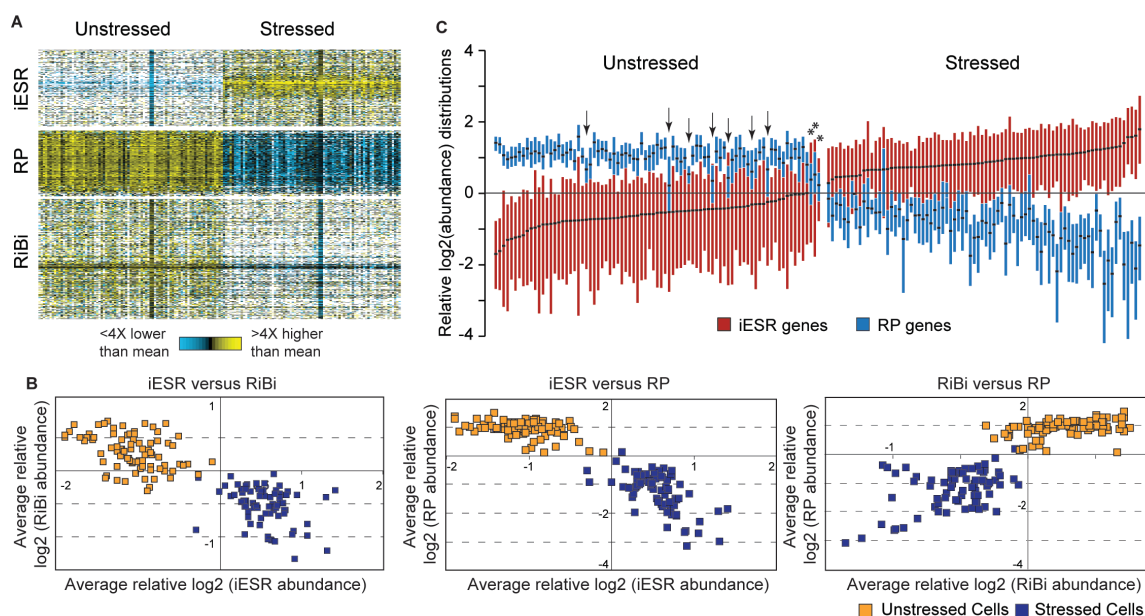 A
Unstressed Stressed
iESR
RP
RiBi
<4X lower
than mean
>4X higher
than mean
C
Unstressed Stressed
Relative log2(abundance) distributions
4
2
0
-2
-4
* * *
iESR genes RP genes
B
iESR versus RiBi
Average relative
log2 (RiBi abundance)
1
-2 2
-1
Average relative log2 (iESR abundance)
iESR versus RP
Average relative
log2 (RP abundance)
2
-2 -1 1 2
-2
-4
Average relative log2 (iESR abundance)
RiBi versus RP
Average relative
log2 (RP abundance)
2
-1 1
-2
-4
Average relative log2 (RiBi abundance)
Unstressed Cells Stressed Cells